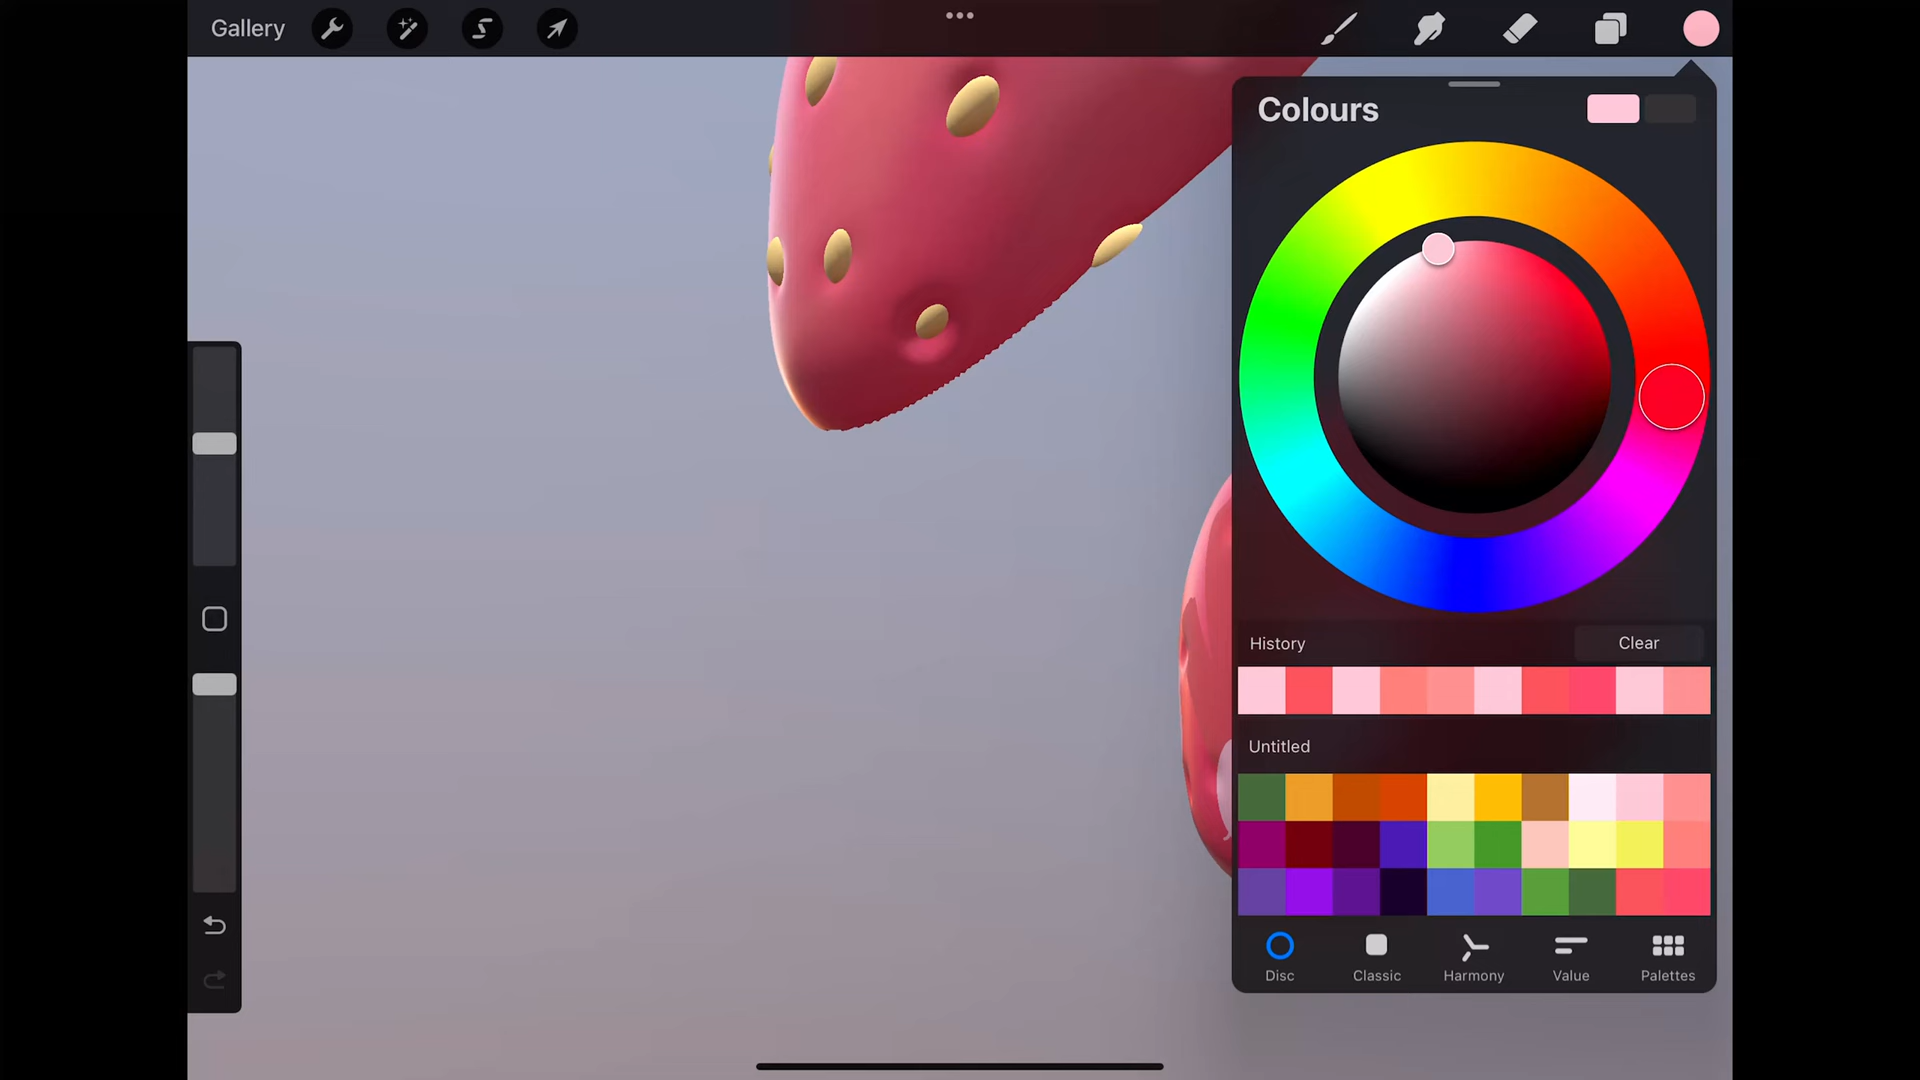 Gallery
Colours
History
Clear
Untitled
Disc
Classic
Harmony
Value
Palettes